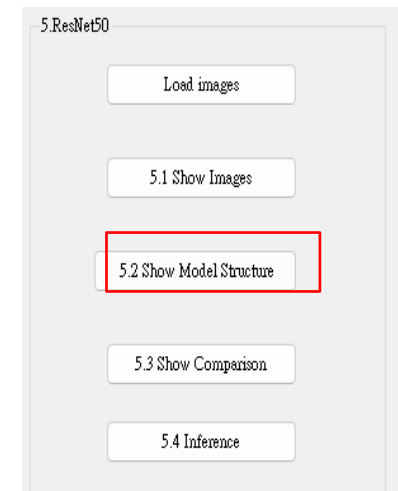 5.ResNet50
Load images
5.1 Show Images
5.2 Show Model Structure
5.3 Show Comparison
5.4 Inference